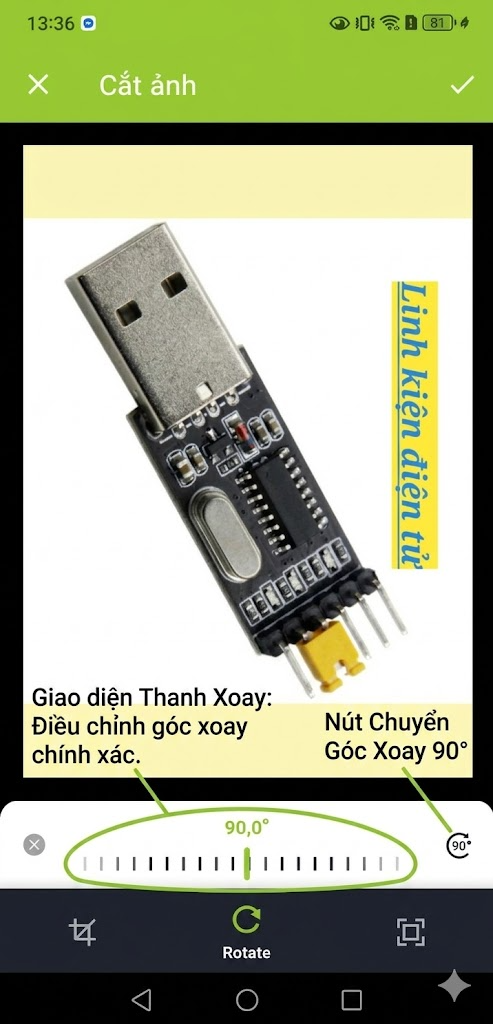 13:36
81
Cắt ảnh
Linh kiện điện tử
Giao diện Thanh Xoay:
Điều chỉnh góc xoay
chính xác.
Nút Chuyển
Góc Xoay 90°
90,0°
90°
Rotate